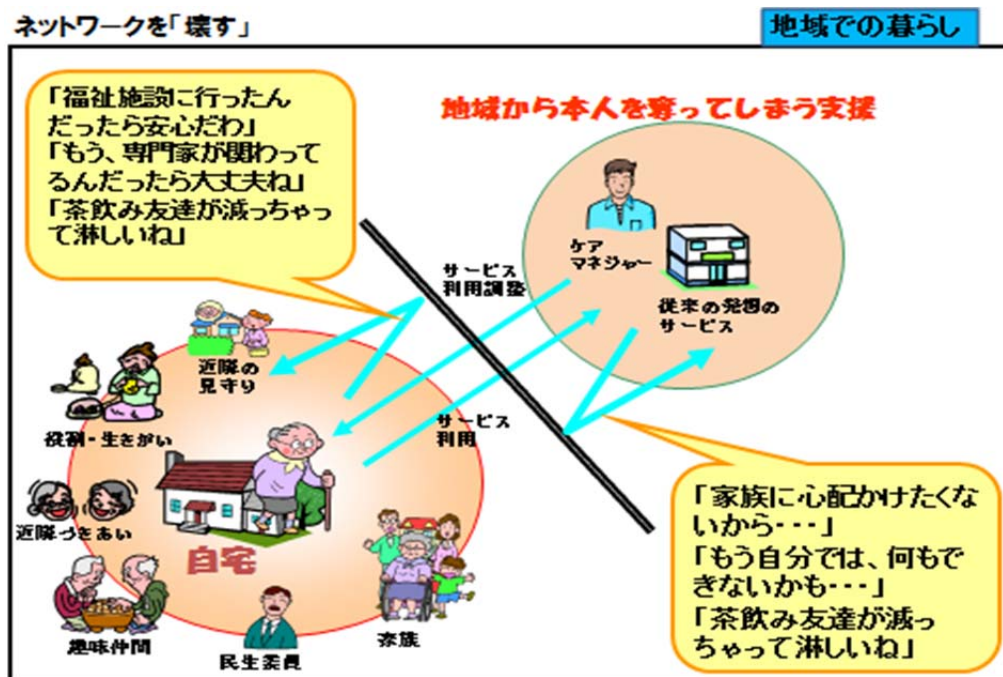 ネットワークを「壊す」
地域での暮らし
「福祉施設に行ったん
だったら安心だわ」
「もう、専門家が関わって
るんだったら大丈夫ね」
「茶飲み友達が減っちゃっ
て淋しいね」
地域から本人を奪ってしまう支援
ケア
マネジャー
従来の発想の
サービス
サービス
利用調整
サービス
利用
近隣の
見守り
役割・生きがい
近隣づきあい
自宅
趣味仲間
民生委員
家族
「家族に心配かけたくな
いから・・・」
「もう自分では、何もで
きないかも・・・」
「茶飲み友達が減っ
ちゃって淋しいね」